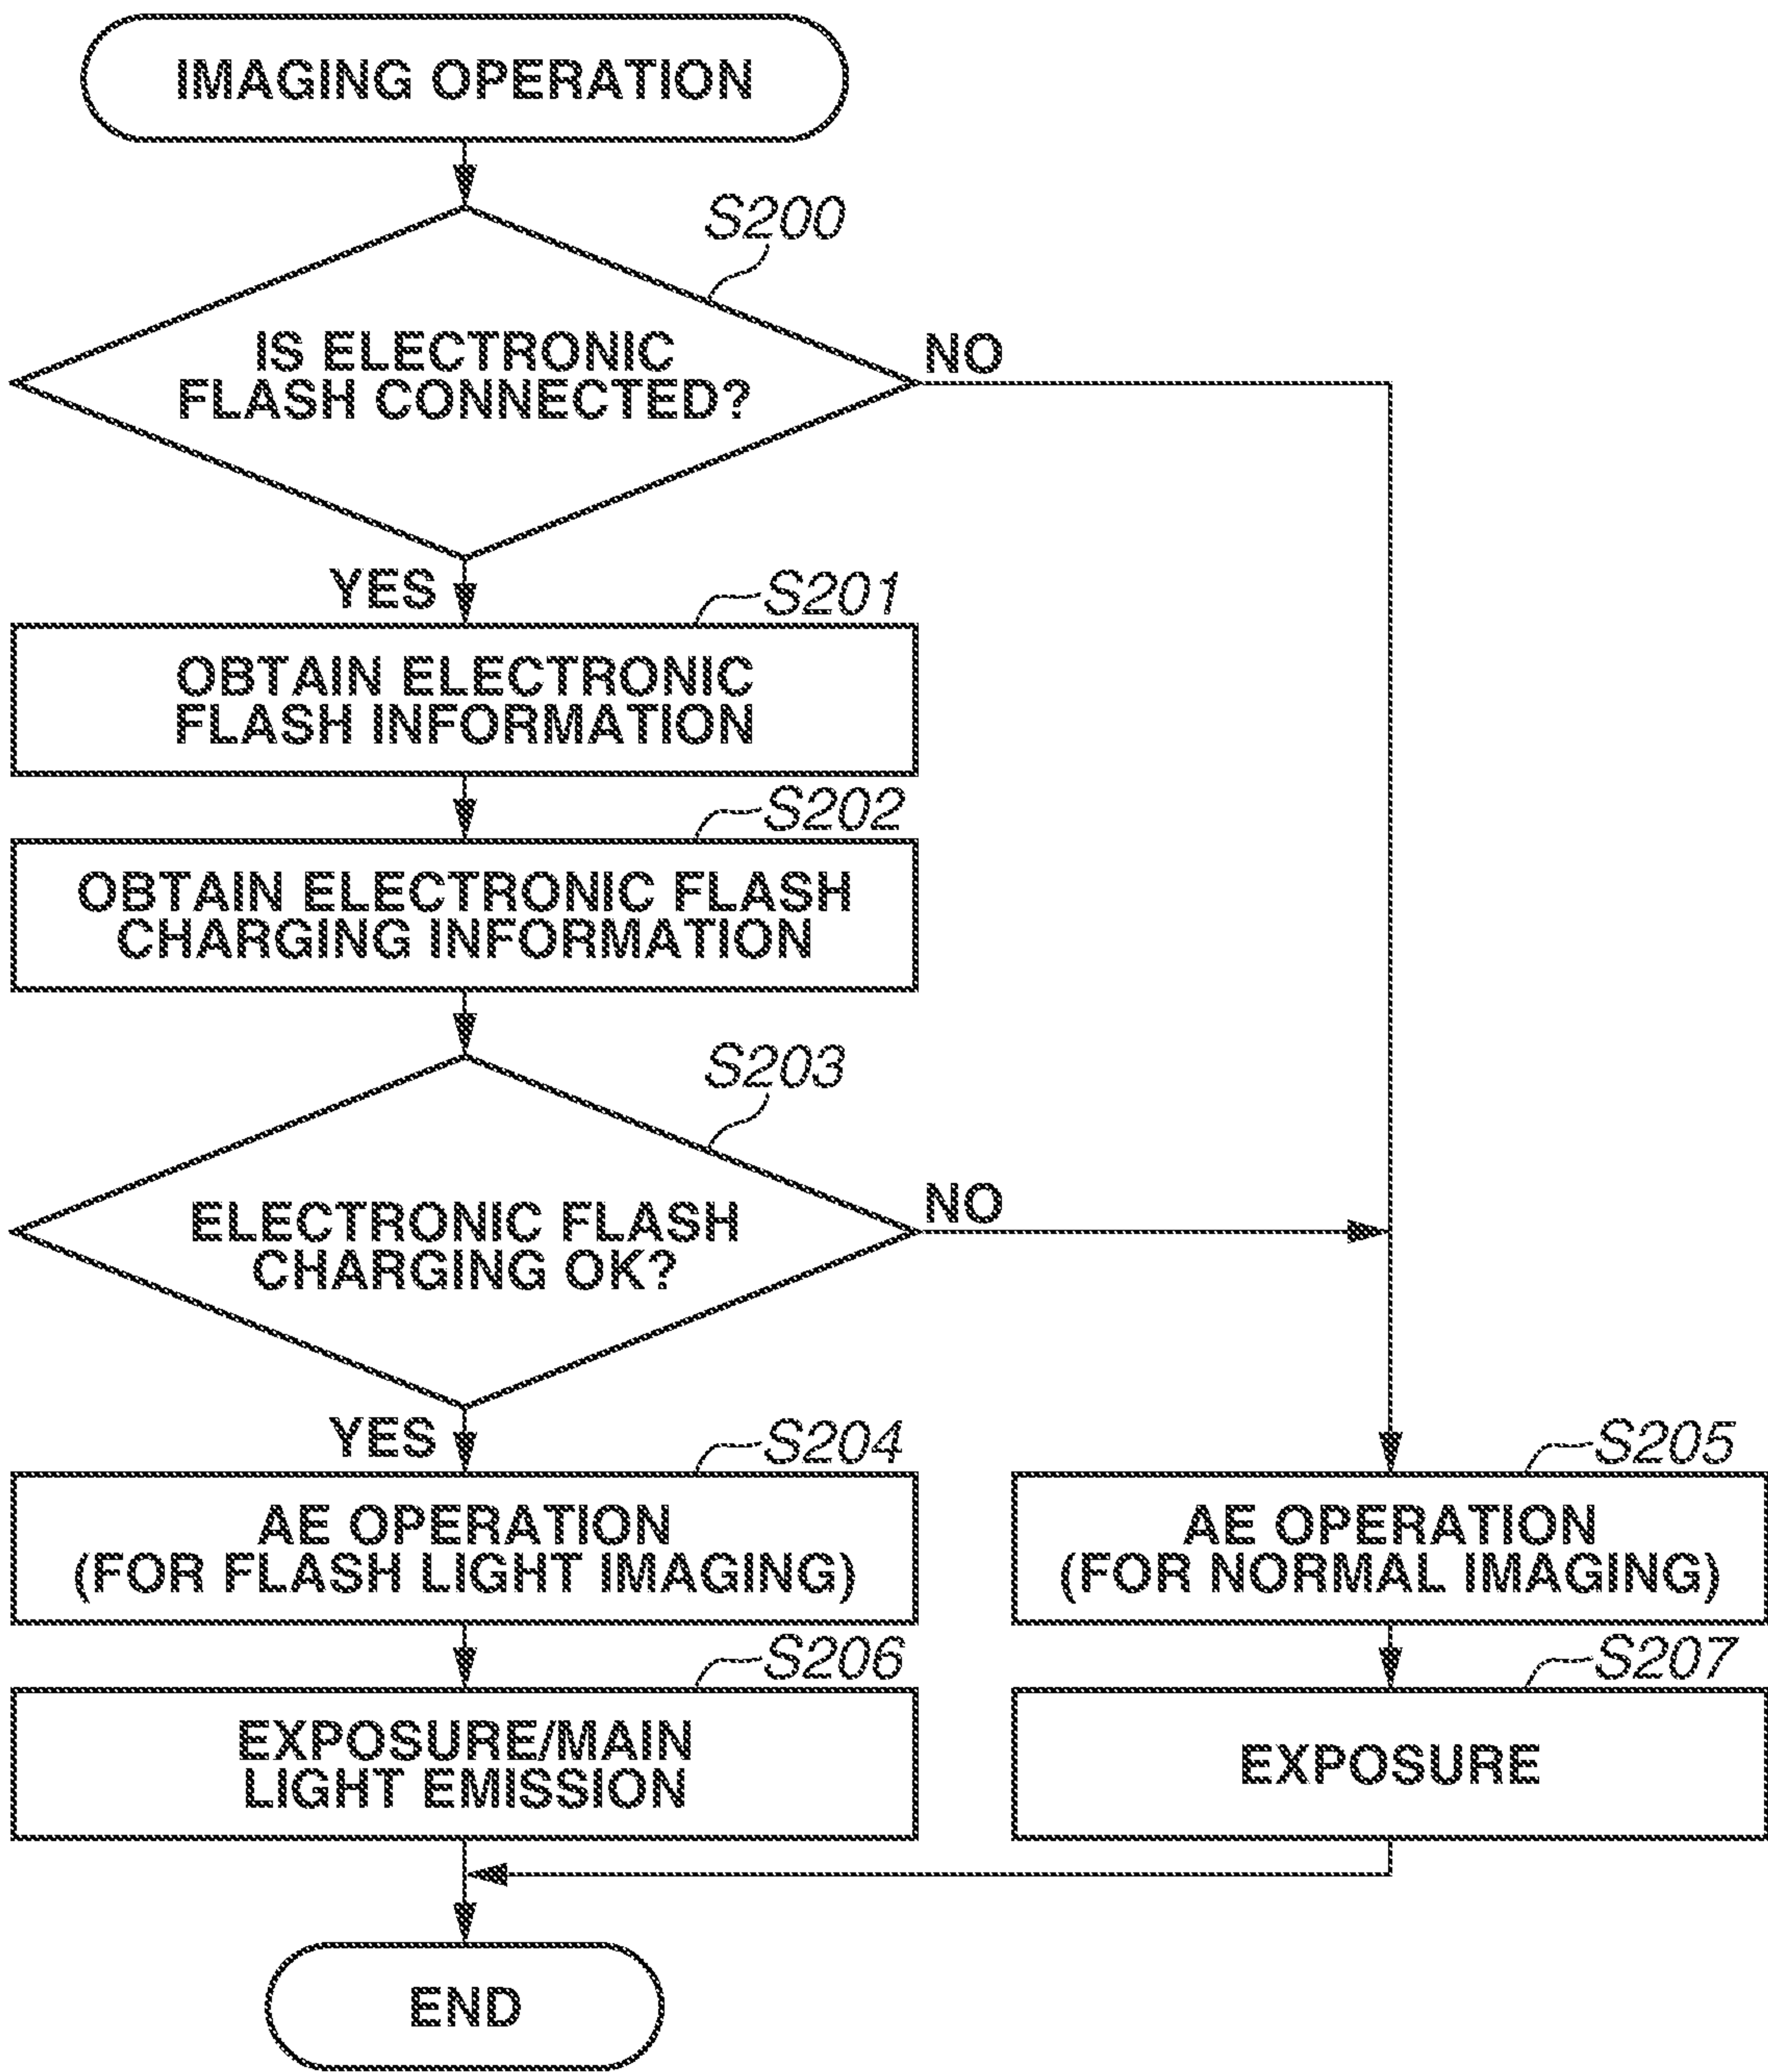 IMAGING OPERATION
S200
IS ELECTRONIC
FLASH CONNECTED?
NO
YES
S201
OBTAIN ELECTRONIC
FLASH INFORMATION
S202
OBTAIN ELECTRONIC FLASH
CHARGING INFORMATION
S203
ELECTRONIC FLASH
CHARGING OK?
NO
YES
S204
AE OPERATION
(FOR FLASH LIGHT IMAGING)
S205
AE OPERATION
(FOR NORMAL IMAGING)
S206
EXPOSURE/MAIN
LIGHT EMISSION
S207
EXPOSURE
END